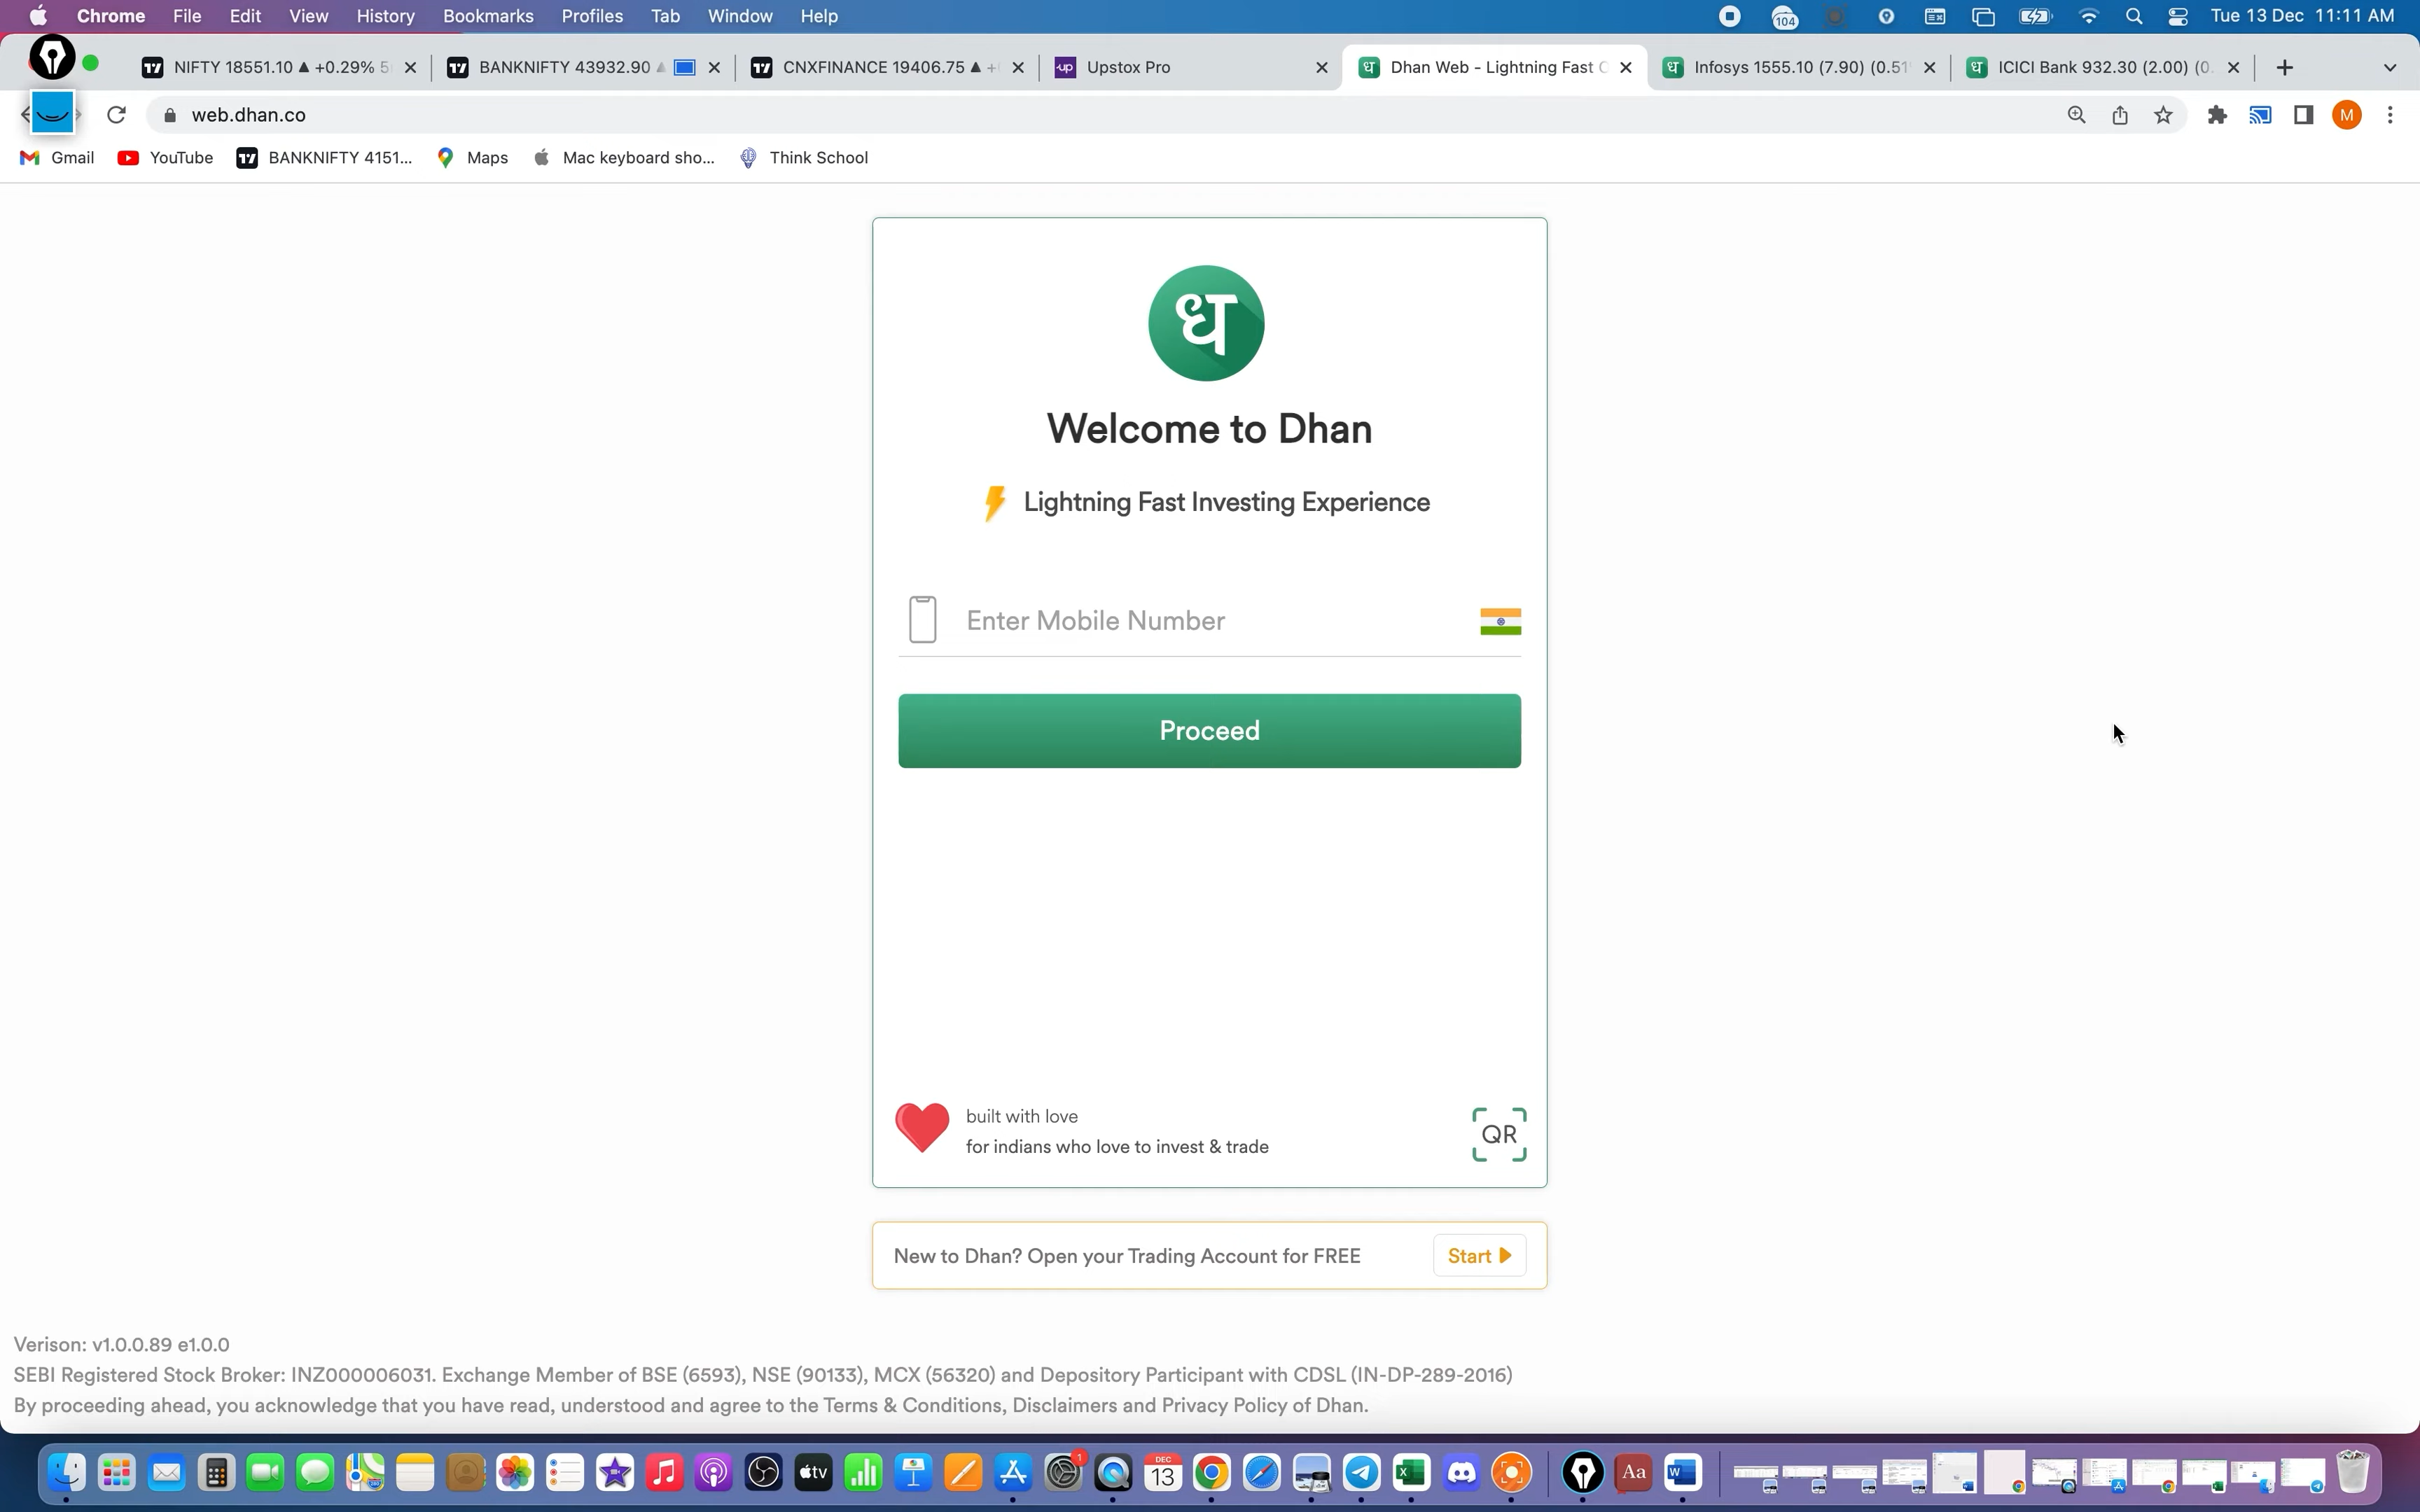 Chrome File Edit View History Bookmarks Profiles Tab Window Help 104 Tue 13 Dec 11:11 AM
NIFTY 18551.10 ▲ +0.29% BANKNIFTY 43932.90 CNXFINANCE 19406.75 ▲ up Upstox Pro ध Dhan Web - Lightning Fast ध Infosys 1555.10 (7.90) (0.51 ध ICICI Bank 932.30 (2.00) (0.
web.dhan.co M
Gmail YouTube BANKNIFTY 4151... Maps Mac keyboard sho... Think School
ध
Welcome to Dhan
Lightning Fast Investing Experience
Enter Mobile Number
Proceed
built with love
for indians who love to invest & trade
QR
New to Dhan? Open your Trading Account for FREE Start
Verison: v1.0.0.89 e1.0.0
SEBI Registered Stock Broker: INZ000006031. Exchange Member of BSE (6593), NSE (90133), MCX (56320) and Depository Participant with CDSL (IN-DP-289-2016)
By proceeding ahead, you acknowledge that you have read, understood and agree to the Terms & Conditions, Disclaimers and Privacy Policy of Dhan.
tv 1 DEC 13 Aa W